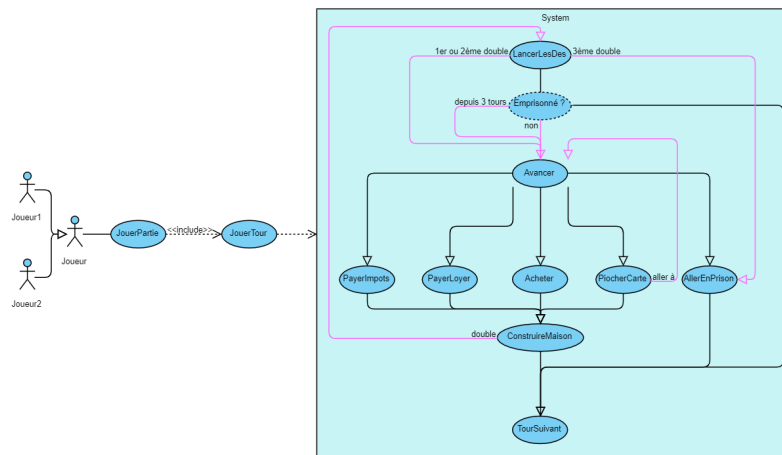 System
1er ou 2ème double
LancerLesDes
3ème double
depuis 3 tours
Emprisonné ?
non
Avancer
Joueur1
JouerPartie
<<include>>
JouerTour
Joueur
Joueur2
PayerImpots
PayerLoyer
Acheter
PiocherCarte
aller à
AllerEnPrison
double
ConstruireMaison
TourSuivant